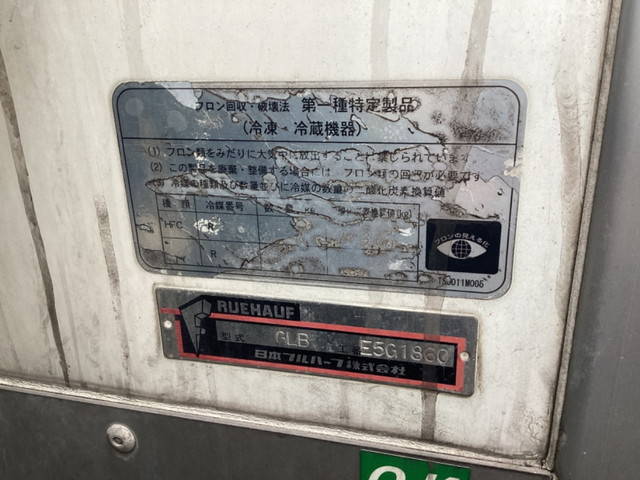 フロン回収・破壊法 第一種特定製品
(冷凍・冷蔵機器)
(1) フロン類をみだりに大気中に放出することは禁じられています
(2) この製品を廃棄・整備する場合には、フロン類の回収が必要です
冷媒の種類及び数量並びに冷媒の数量の二酸化炭素換算値
種類 冷媒番号
HFC R
R
フロンの見える化
TSJ011M005
RUEHAUF
型式 GLB E5G1860
日本フルハーフ株式会社